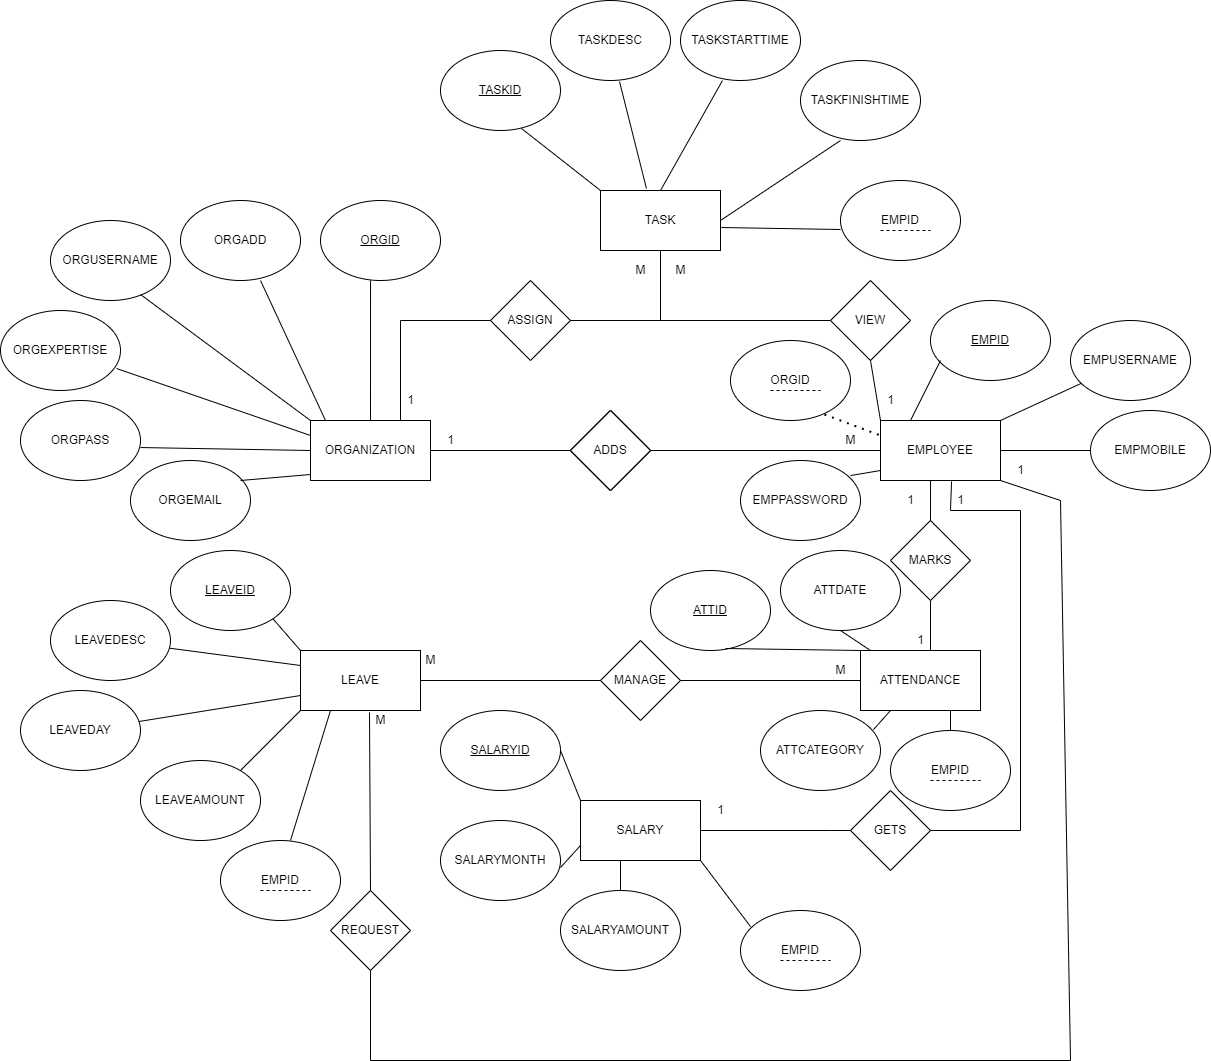 TASKDESC
TASKSTARTTIME
TASKID
TASKFINISHTIME
TASK
EMPID
ORGUSERNAME
ORGADD
ORGID
M
M
ASSIGN
VIEW
ORGEXPERTISE
EMPID
EMPUSERNAME
ORGID
1
1
ORGPASS
ORGANIZATION
1
ADDS
M
EMPLOYEE
EMPMOBILE
1
ORGEMAIL
EMPPASSWORD
1
1
MARKS
LEAVEID
ATTID
ATTDATE
LEAVEDESC
1
M
LEAVE
MANAGE
M
ATTENDANCE
M
LEAVEDAY
SALARYID
ATTCATEGORY
EMPID
LEAVEAMOUNT
1
SALARY
GETS
SALARYMONTH
EMPID
REQUEST
SALARYAMOUNT
EMPID